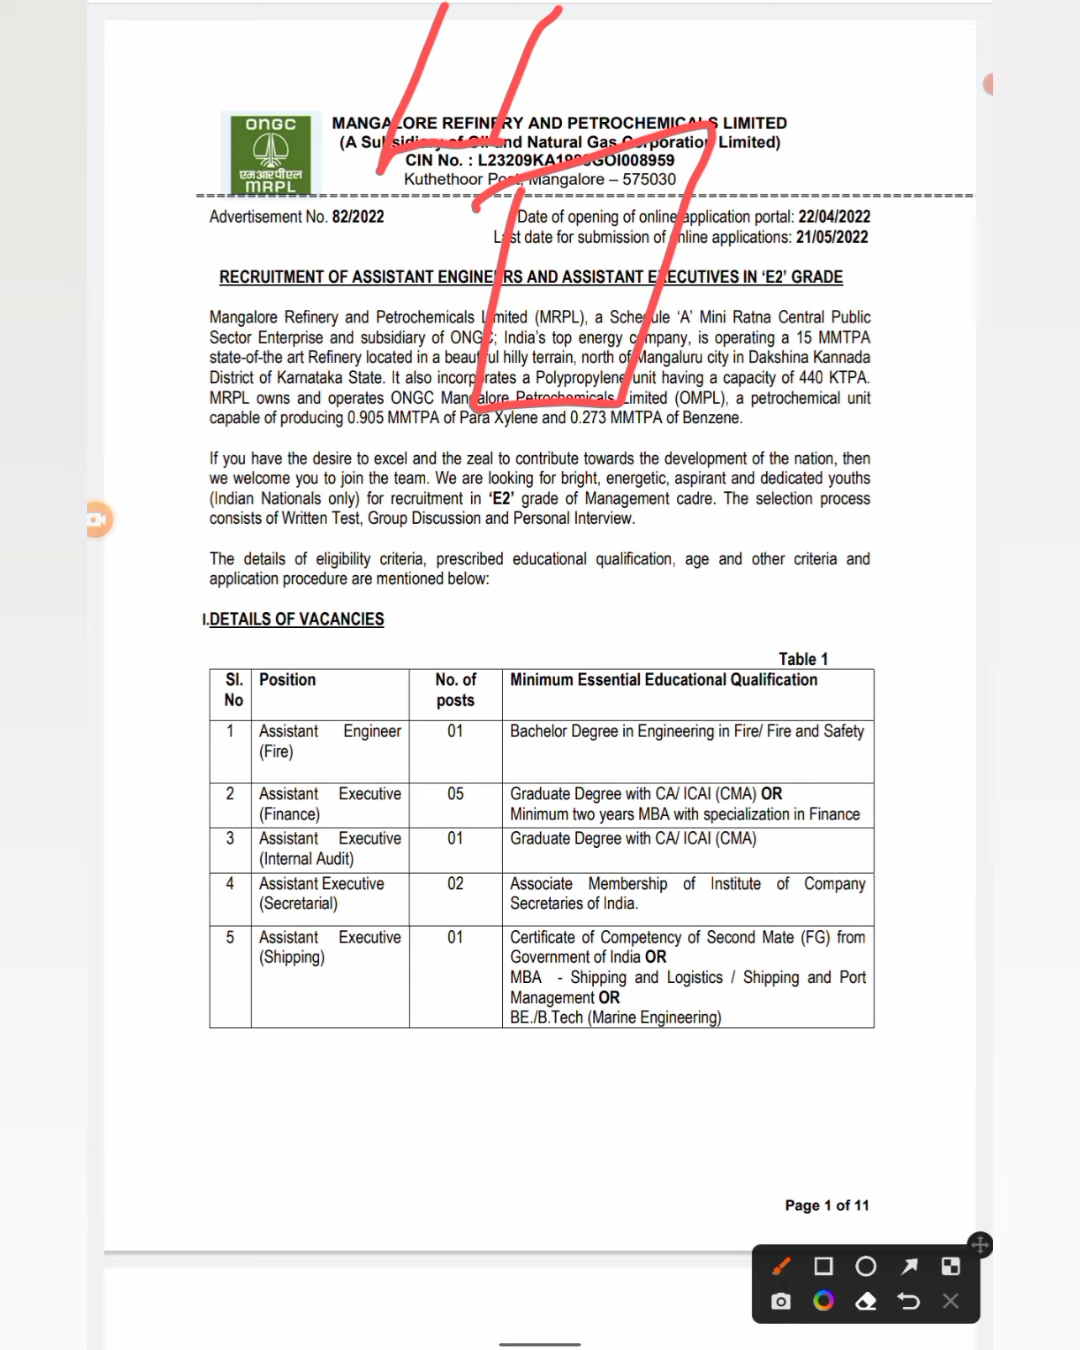 ONGC
एमआरपीएल
MRPL
MANGALORE REFINERY AND PETROCHEMICALS LIMITED
(A Subsidiary of Oil and Natural Gas Corporation Limited)
CIN No. : L23209KA1988GOI008959
Kuthethoor Post, Mangalore – 575030
Advertisement No. 82/2022
Date of opening of online application portal: 22/04/2022
Last date for submission of online applications: 21/05/2022
RECRUITMENT OF ASSISTANT ENGINEERS AND ASSISTANT EXECUTIVES IN ‘E2’ GRADE
Mangalore Refinery and Petrochemicals Limited (MRPL), a Schedule ‘A’ Mini Ratna Central Public
Sector Enterprise and subsidiary of ONGC; India’s top energy company, is operating a 15 MMTPA
state-of-the art Refinery located in a beautiful hilly terrain, north of Mangaluru city in Dakshina Kannada
District of Karnataka State. It also incorporates a Polypropylene unit having a capacity of 440 KTPA.
MRPL owns and operates ONGC Mangalore Petrochemicals Limited (OMPL), a petrochemical unit
capable of producing 0.905 MMTPA of Para Xylene and 0.273 MMTPA of Benzene.
If you have the desire to excel and the zeal to contribute towards the development of the nation, then
we welcome you to join the team. We are looking for bright, energetic, aspirant and dedicated youths
(Indian Nationals only) for recruitment in ‘E2’ grade of Management cadre. The selection process
consists of Written Test, Group Discussion and Personal Interview.
The details of eligibility criteria, prescribed educational qualification, age and other criteria and
application procedure are mentioned below:
I.DETAILS OF VACANCIES
Table 1
Sl. No Position No. of posts Minimum Essential Educational Qualification
1 Assistant Engineer (Fire) 01 Bachelor Degree in Engineering in Fire/ Fire and Safety
2 Assistant Executive (Finance) 05 Graduate Degree with CA/ ICAI (CMA) OR
Minimum two years MBA with specialization in Finance
3 Assistant Executive (Internal Audit) 01 Graduate Degree with CA/ ICAI (CMA)
4 Assistant Executive (Secretarial) 02 Associate Membership of Institute of Company
Secretaries of India.
5 Assistant Executive (Shipping) 01 Certificate of Competency of Second Mate (FG) from
Government of India OR
MBA - Shipping and Logistics / Shipping and Port
Management OR
BE./B.Tech (Marine Engineering)
Page 1 of 11